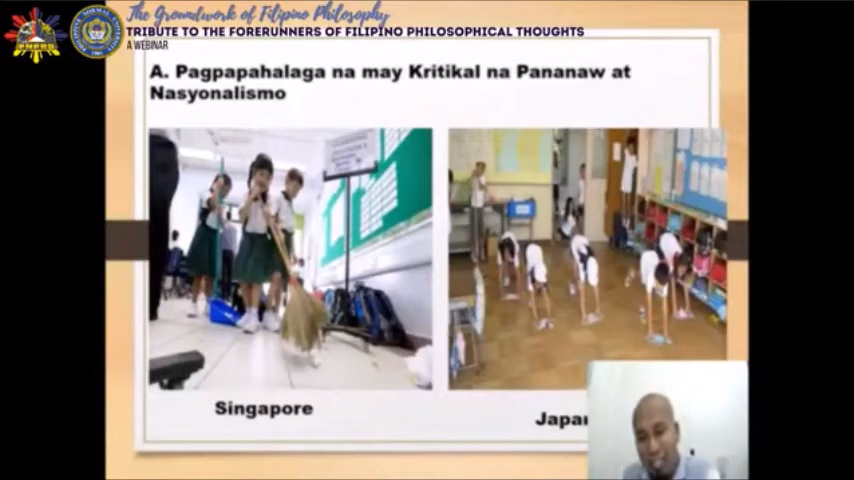 The Groundwork of Filipino Philosophy
TRIBUTE TO THE FORERUNNERS OF FILIPINO PHILOSOPHICAL THOUGHTS
A WEBINAR
A. Pagpapahalaga na may Kritikal na Pananaw at
Nasyonalismo
Singapore